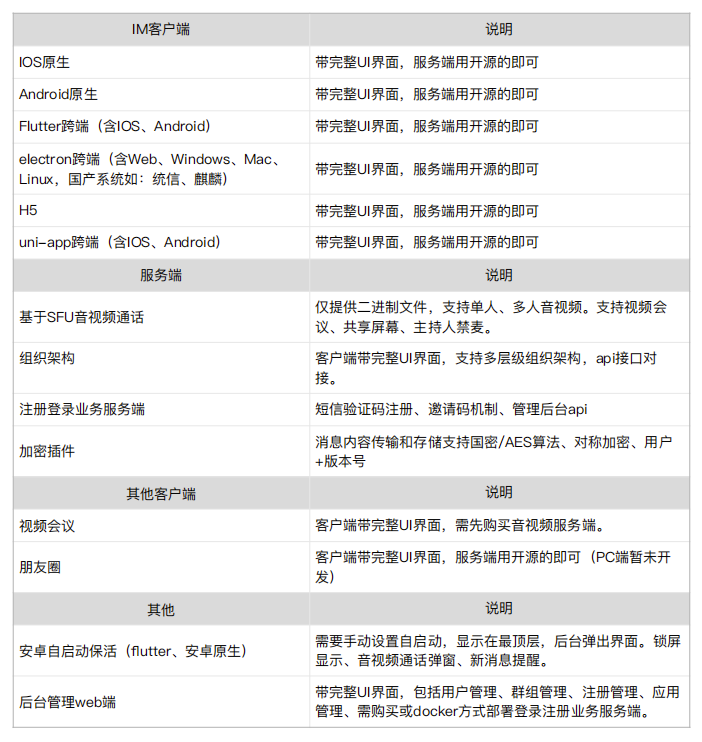 IM客户端 说明
IOS原生 带完整UI界面，服务端用开源的即可
Android原生 带完整UI界面，服务端用开源的即可
Flutter跨端（含IOS、Android） 带完整UI界面，服务端用开源的即可
electron跨端（含Web、Windows、Mac、
Linux，国产系统如：统信、麒麟）
带完整UI界面，服务端用开源的即可
H5 带完整UI界面，服务端用开源的即可
uni-app跨端（含IOS、Android） 带完整UI界面，服务端用开源的即可
服务端 说明
基于SFU音视频通话
仅提供二进制文件，支持单人、多人音视频。支持视频会
议、共享屏幕、主持人禁麦。
组织架构
客户端带完整UI界面，支持多层级组织架构，api接口对
接。
注册登录业务服务端 短信验证码注册、邀请码机制、管理后台api
加密插件
消息内容传输和存储支持国密/AES算法、对称加密、用户
+版本号
其他客户端 说明
视频会议 客户端带完整UI界面，需先购买音视频服务端。
朋友圈
客户端带完整UI界面，服务端用开源的即可（PC端暂未开
发）
其他 说明
安卓自启动保活（flutter、安卓原生）
需要手动设置自启动，显示在最顶层，后台弹出界面。锁屏
显示、音视频通话弹窗、新消息提醒。
后台管理web端
带完整UI界面，包括用户管理、群组管理、注册管理、应用
管理、需购买或docker方式部署登录注册业务服务端。